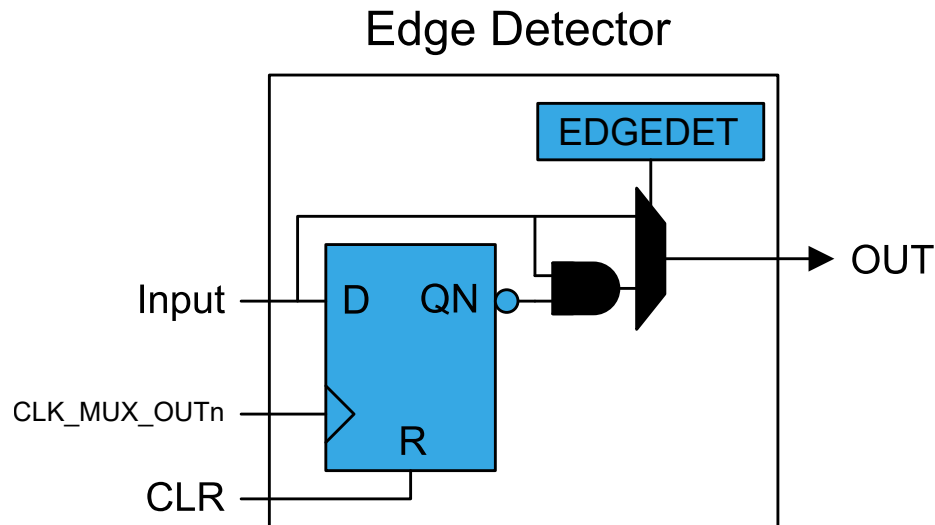 Edge Detector
EDGEDET
OUT
Input
D
QN
CLK_MUX_OUTn
R
CLR